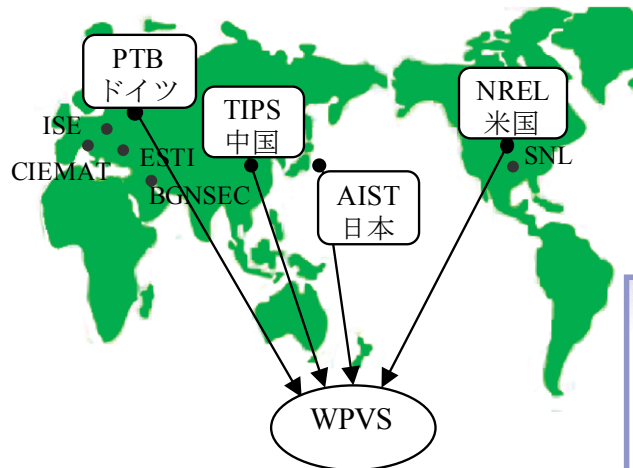 PTB
ドイツ
TIPS
中国
NREL
米国
ISE
CIEMAT
ESTI
BGNSEC
SNL
AIST
日本
WPVS